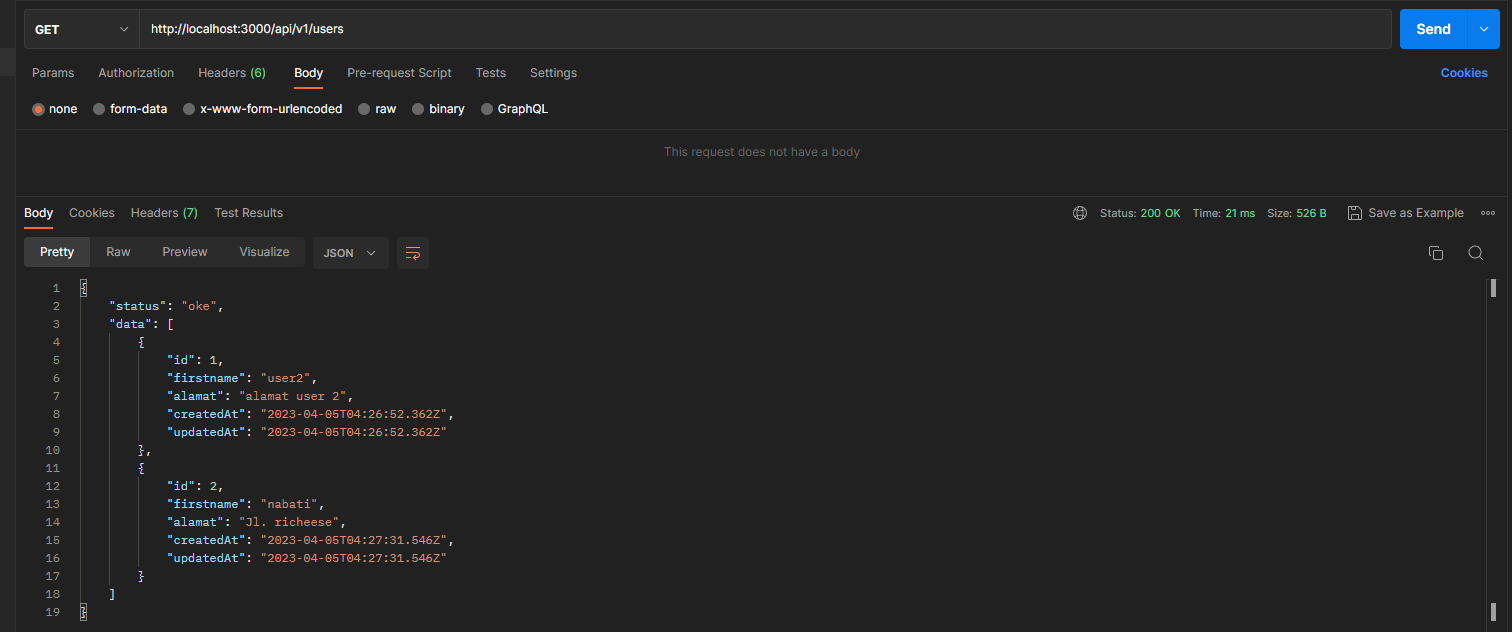 GET http://localhost:3000/api/v1/users Send
Params Authorization Headers (6) Body Pre-request Script Tests Settings Cookies
none form-data x-www-form-urlencoded raw binary GraphQL
This request does not have a body
Body Cookies Headers (7) Test Results Status: 200 OK Time: 21 ms Size: 526 B Save as Example
Pretty Raw Preview Visualize JSON
1 {
2 "status": "oke",
3 "data": [
4 {
5 "id": 1,
6 "firstname": "user2",
7 "alamat": "alamat user 2",
8 "createdAt": "2023-04-05T04:26:52.362Z",
9 "updatedAt": "2023-04-05T04:26:52.362Z"
10 },
11 {
12 "id": 2,
13 "firstname": "nabati",
14 "alamat": "Jl. richeese",
15 "createdAt": "2023-04-05T04:27:31.546Z",
16 "updatedAt": "2023-04-05T04:27:31.546Z"
17 }
18 ]
19 }